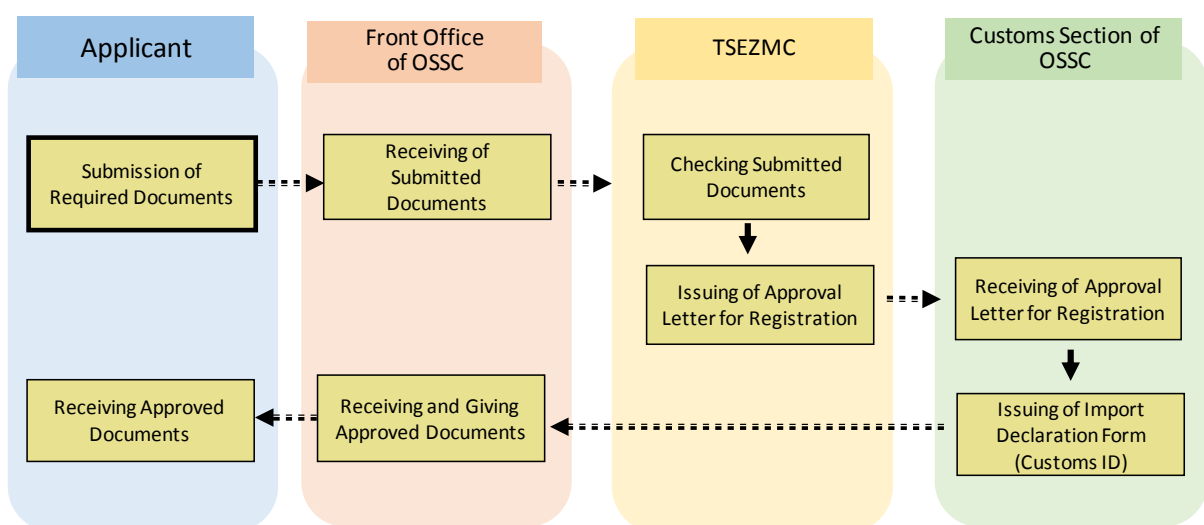 Applicant
Front Office
of OSSC
TSEZMC
Customs Section of
OSSC
Submission of
Required Documents
Receiving of
Submitted
Documents
Checking Submitted
Documents
Issuing of Approval
Letter for Registration
Receiving of Approval
Letter for Registration
Receiving Approved
Documents
Receiving and Giving
Approved Documents
Issuing of Import
Declaration Form
(Customs ID)